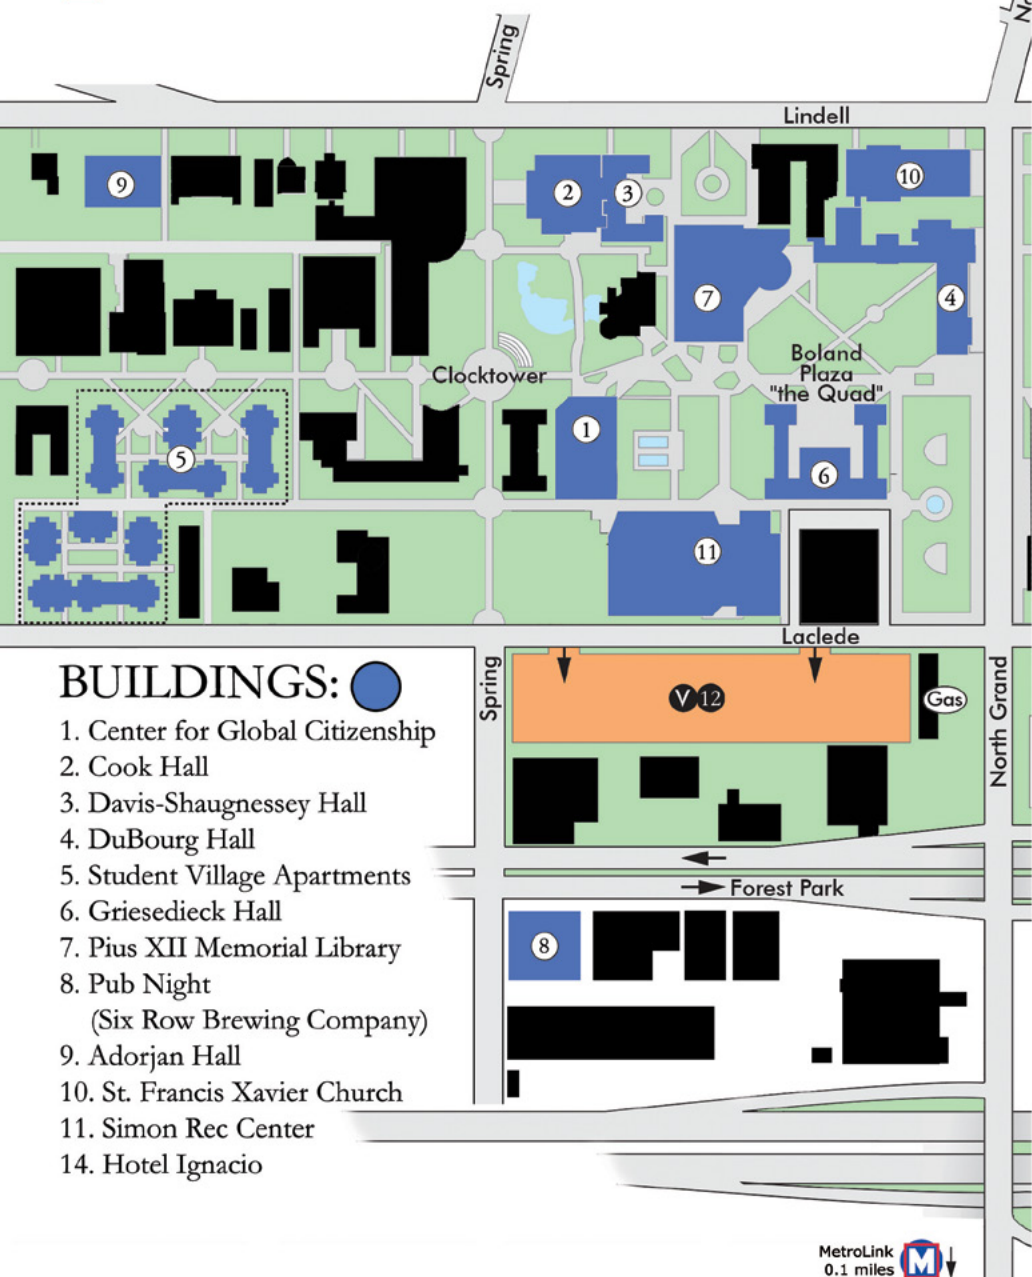 Spring
No
Lindell
9
2
3
10
7
4
Clocktower
Boland
Plaza
"the Quad"
1
5
6
11
Laclede
BUILDINGS:
1. Center for Global Citizenship
2. Cook Hall
3. Davis-Shaugnessey Hall
4. DuBourg Hall
5. Student Village Apartments
6. Griesedieck Hall
7. Pius XII Memorial Library
8. Pub Night
(Six Row Brewing Company)
9. Adorjan Hall
10. St. Francis Xavier Church
11. Simon Rec Center
14. Hotel Ignacio
Spring
V 12
Gas
North Grand
Forest Park
8
MetroLink
0.1 miles
M